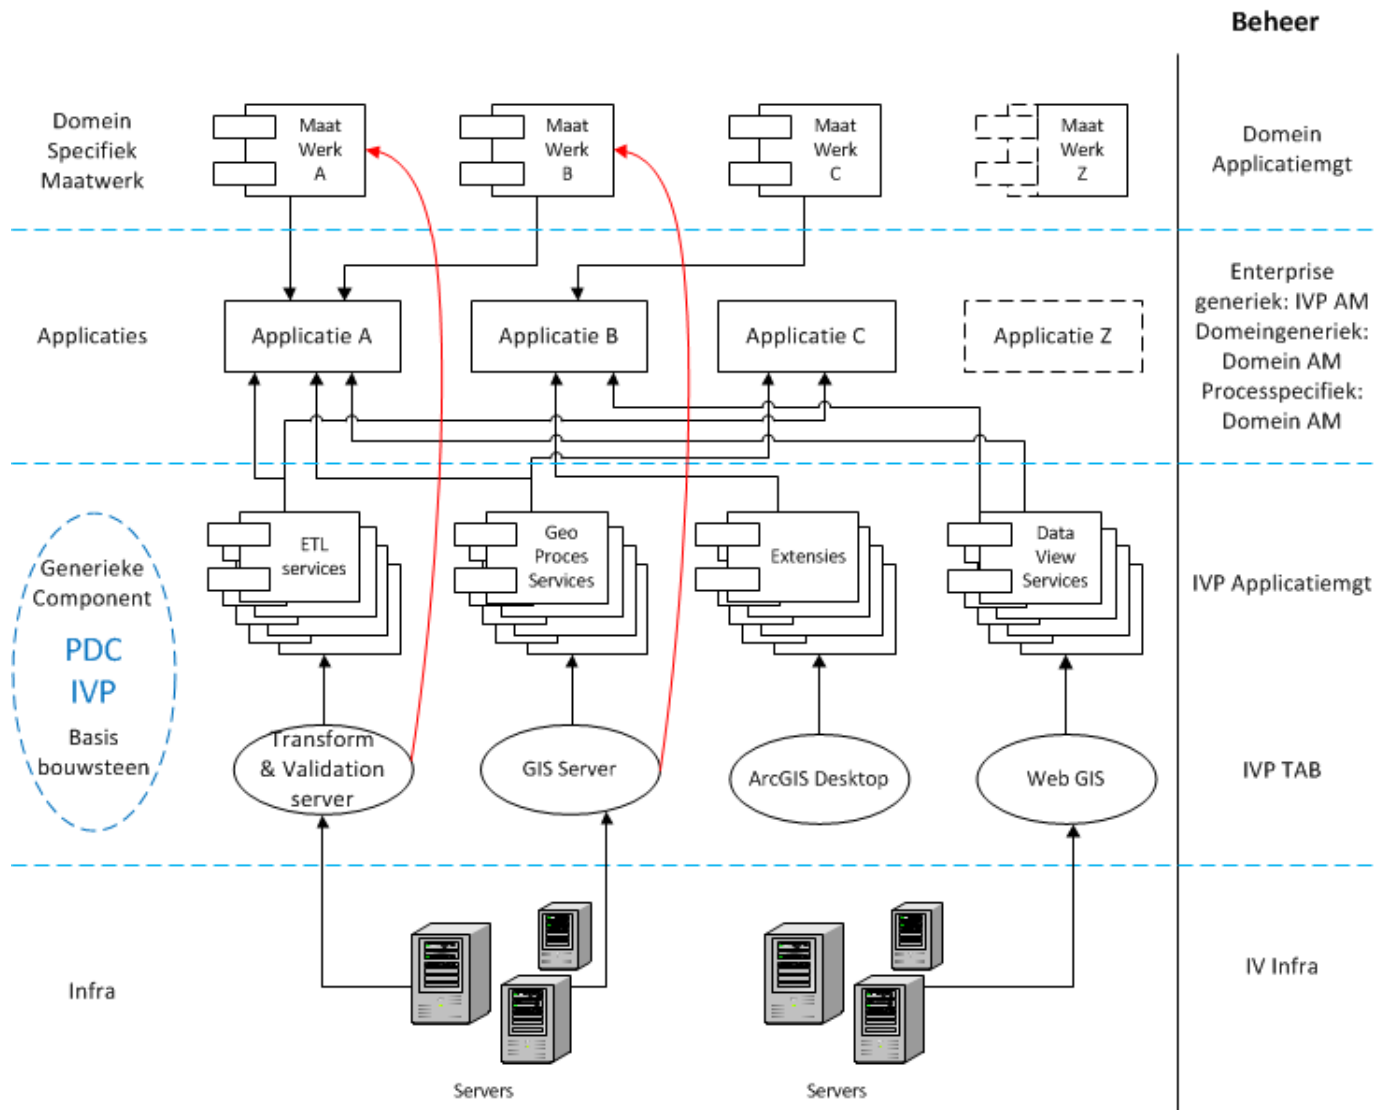 Beheer
Domein
Specifiek
Maatwerk
Maat
Werk
A
Maat
Werk
B
Maat
Werk
C
Maat
Werk
Z
Domein
Applicatiemgt
Applicaties
Applicatie A
Applicatie B
Applicatie C
Applicatie Z
Enterprise
generiek: IVP AM
Domeingeneriek:
Domein AM
Processpecifiek:
Domein AM
Generieke
Component
PDC
IVP
Basis
bouwsteen
ETL
services
Geo
Proces
Services
Extensies
Data
View
Services
IVP Applicatiemgt
Transform
& Validation
server
GIS Server
ArcGIS Desktop
Web GIS
IVP TAB
Infra
Servers
Servers
IV Infra